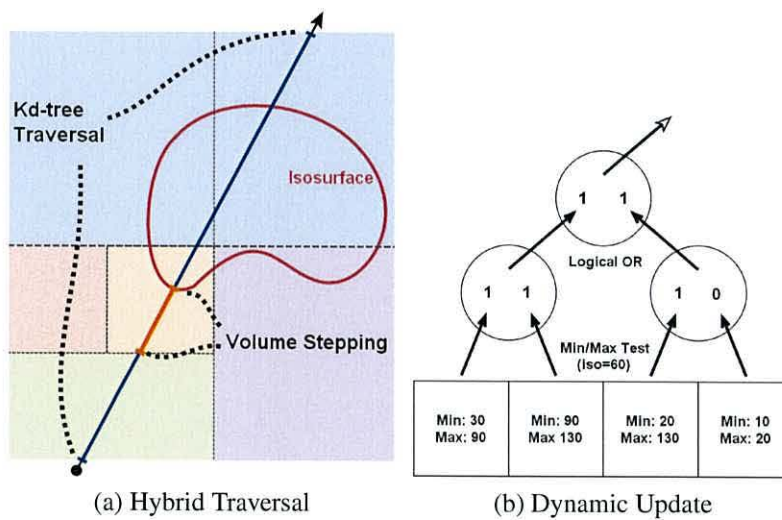 Kd-tree
Traversal
Isosurface
Volume Stepping
(a) Hybrid Traversal
1 1
Logical OR
1 1
1 0
Min/Max Test
(Iso=60)
Min: 30
Max: 90
Min: 90
Max 130
Min: 20
Max: 130
Min: 10
Max: 20
(b) Dynamic Update